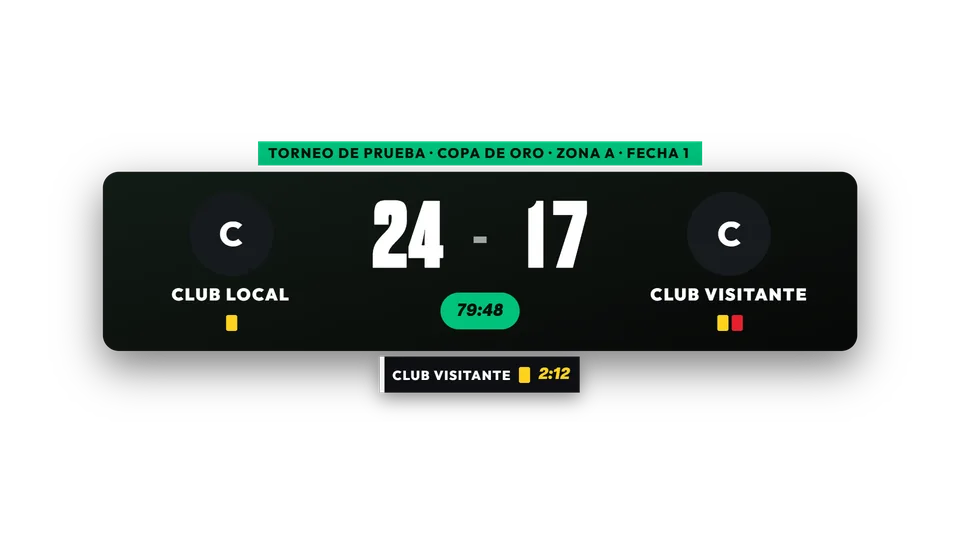 TORNEO DE PRUEBA · COPA DE ORO · ZONA A · FECHA 1
C
24 - 17
C
CLUB LOCAL
79:48
CLUB VISITANTE
CLUB VISITANTE 2:12